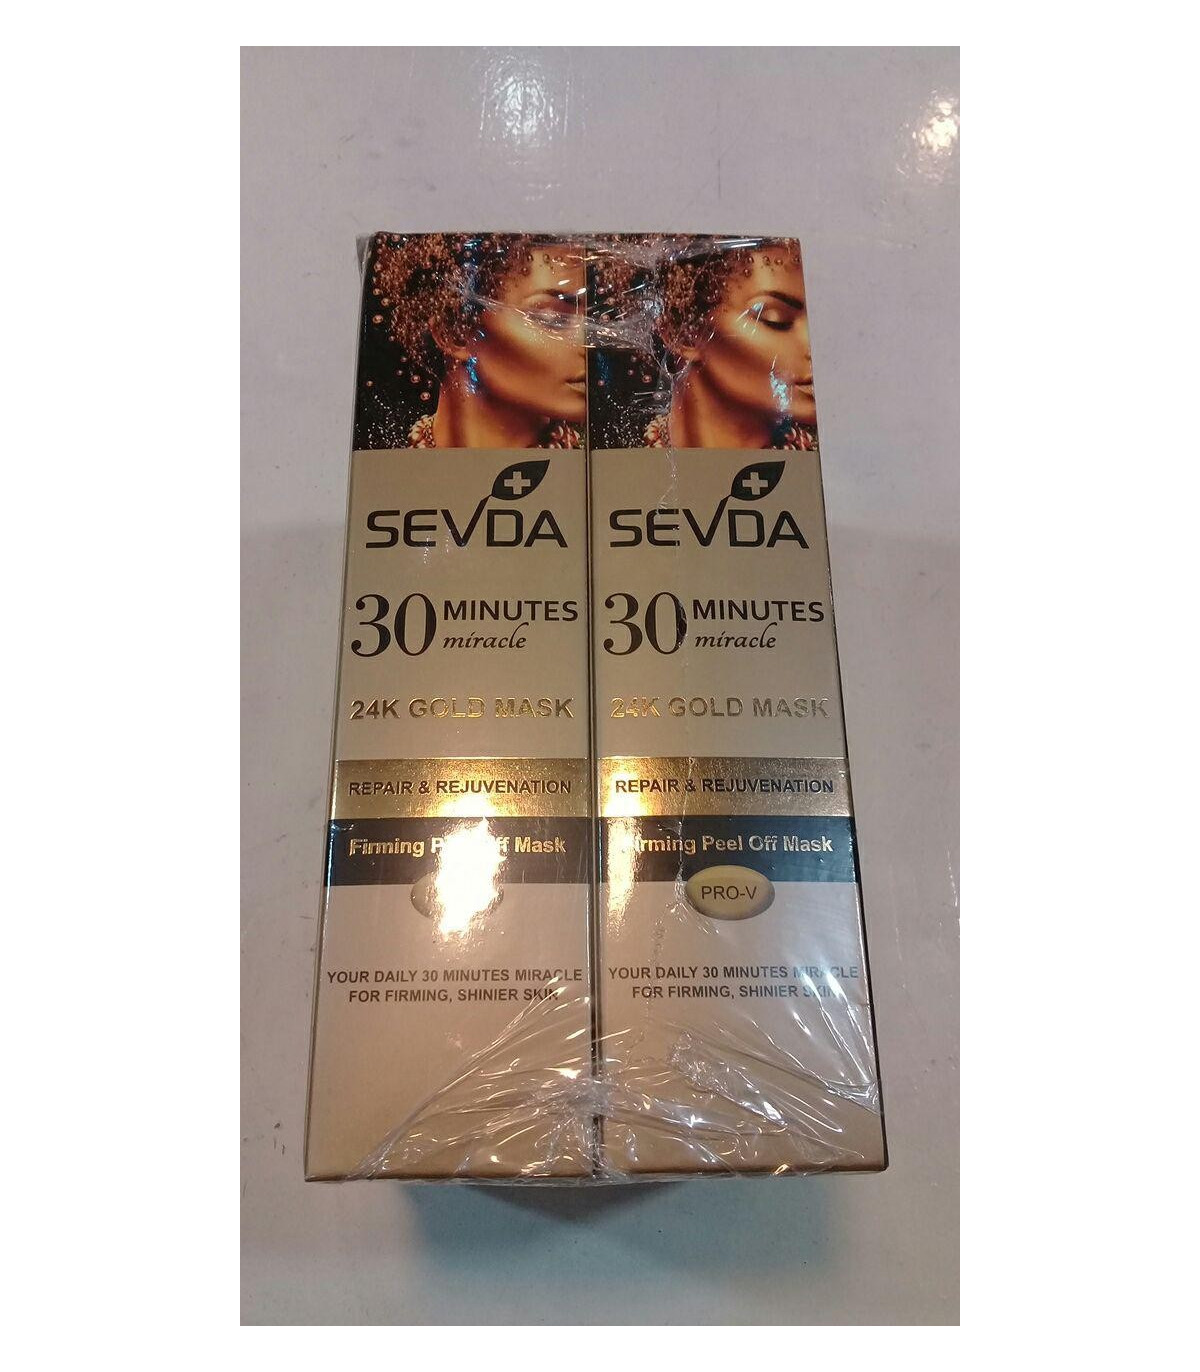 SEVDA
30 MINUTES
miracle
24K GOLD MASK
REPAIR & REJUVENATION
Firming Off Mask
YOUR DAILY 30 MINUTES MIRACLE
FOR FIRMING, SHINIER SKIN
SEVDA
30 MINUTES
miracle
24K GOLD MASK
REPAIR & REJUVENATION
Firming Peel Off Mask
PRO-V
YOUR DAILY 30 MINUTES MIRACLE
FOR FIRMING, SHINIER SKIN